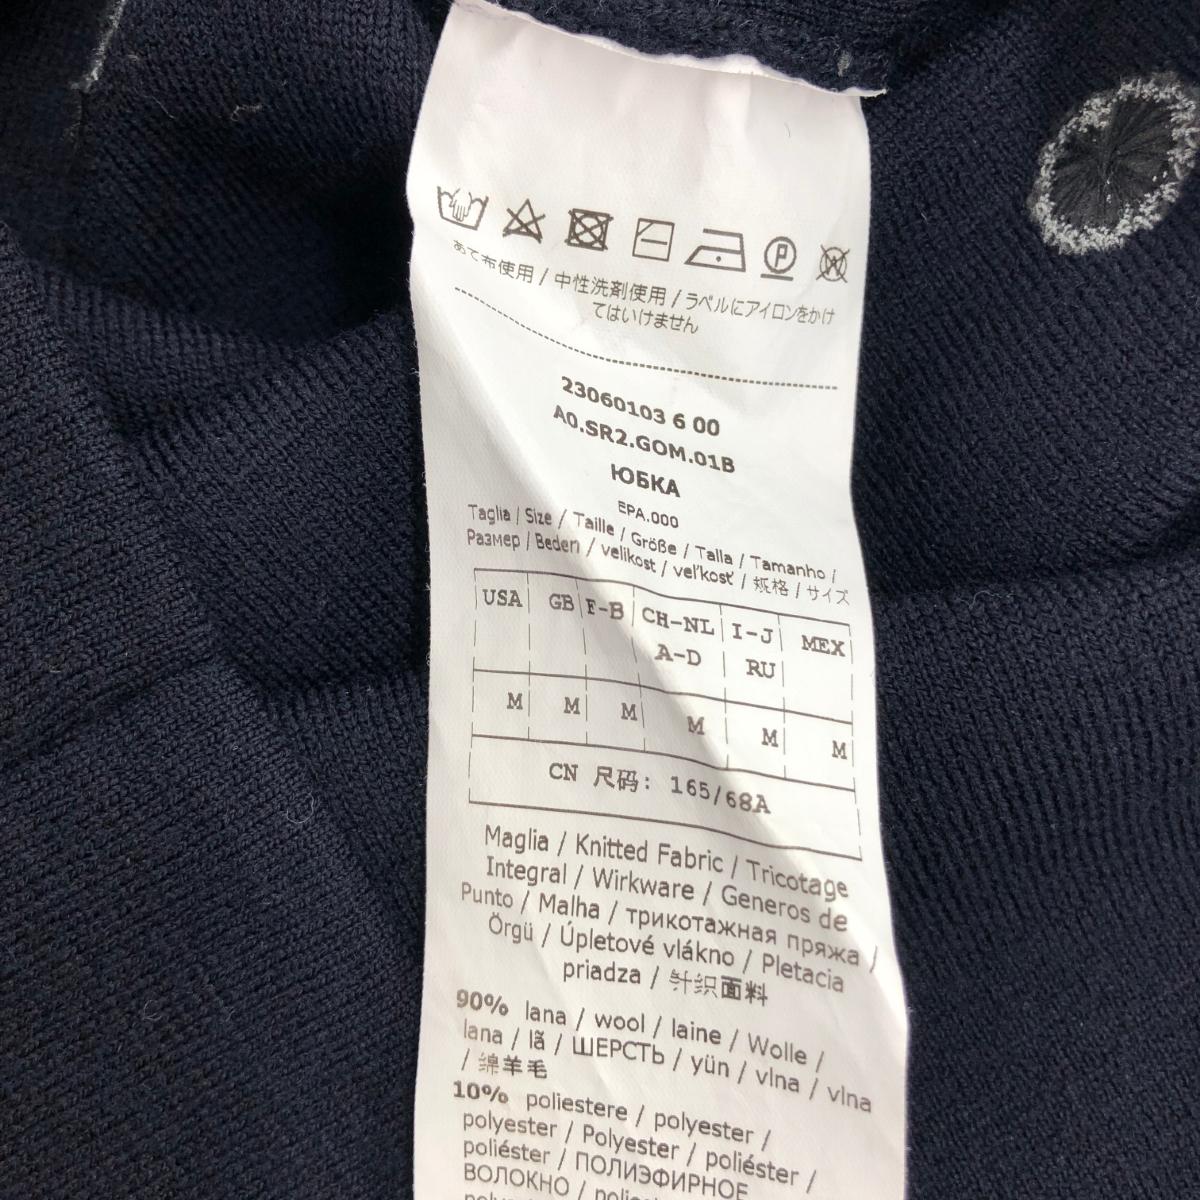 P
W
あて布使用 / 中性洗剤使用 / ラベルにアイロンをかけ
てはいけません
23060103 6 00
A0.SR2.GOM.01B
ЮБКА
EPA.000
Taglia / Size / Taille / Größe / Talla / Tamanho /
Размер / Beden / velikost / veľkosť / 规格 / サイズ
USA GB F-B CH-NL I-J MEX
A-D RU
M M M M M M
CN 尺码: 165/68A
Maglia / Knitted Fabric / Tricotage
Integral / Wirkware / Generos de
Punto / Malha / трикотажная пряжа /
Örgü / Úpletové vlákno / Pletacia
priadza / 针织面料
90% lana / wool / laine / Wolle /
lana / lã / ШЕРСТЬ / yün / vlna / vlna
/ 绵羊毛
10% poliestere / polyester /
polyester / Polyester / poliéster /
poliéster / ПОЛИЭФИРНОЕ
ВОЛОКНО /